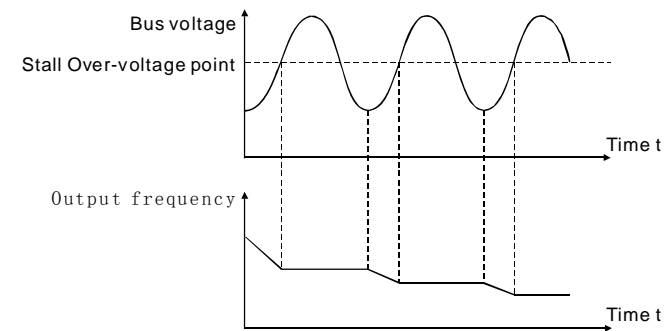 Bus voltage
Stall Over-voltage point
Time t
Output frequency
Time t